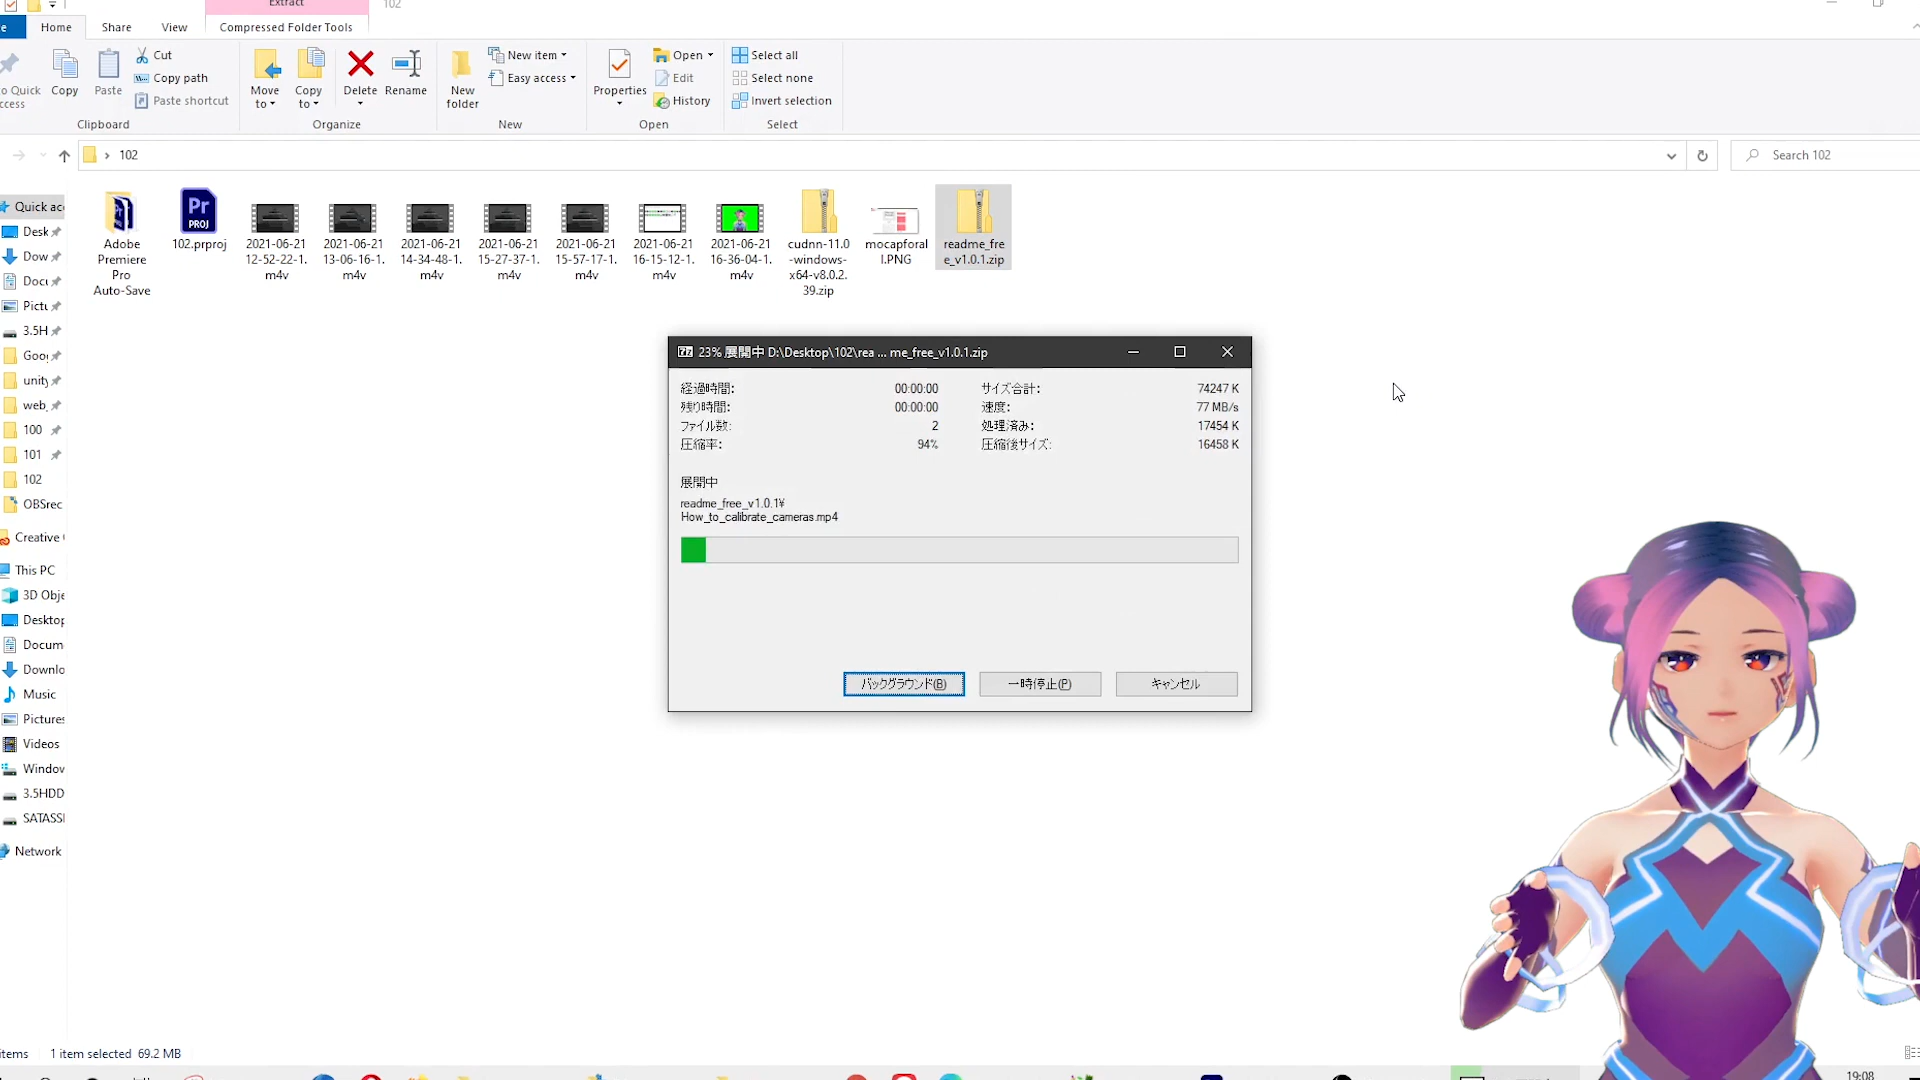 Extract
102
Home
Share
View
Compressed Folder Tools
Copy
Paste
Cut
Copy path
Paste shortcut
Move
to
Copy
to
Delete
Rename
New
folder
New item
Easy access
Properties
Open
Edit
History
Select all
Select none
Invert selection
Clipboard
Organize
New
Open
Select
102
Search 102
Quick acc
Desk
Dow
Docu
Pictu
3.5H
Goo
unity
web_
100
101
102
OBSrec
Creative
This PC
3D Obje
Desktop
Docum
Downlo
Music
Pictures
Videos
Window
3.5HDD
SATASS
Network
Adobe
Premiere
Pro
Auto-Save
Pr
PROJ
102.prproj
2021-06-21
12-52-22-1.
m4v
2021-06-21
13-06-16-1.
m4v
2021-06-21
14-34-48-1.
m4v
2021-06-21
15-27-37-1.
m4v
2021-06-21
15-57-17-1.
m4v
2021-06-21
16-15-12-1.
m4v
2021-06-21
16-36-04-1.
m4v
cudnn-11.0
-windows-
x64-v8.0.2.
39.zip
mocapforal
l.PNG
readme_fre
e_v1.0.1.zip
7z 23% 展開中 D:\Desktop\102\rea ... me_free_v1.0.1.zip
経過時間: 00:00:00 サイズ合計: 74247 K
残り時間: 00:00:00 速度: 77 MB/s
ファイル数: 2 処理済み: 17454 K
圧縮率: 94% 圧縮後サイズ: 16458 K
展開中
readme_free_v1.0.1¥
How_to_calibrate_cameras.mp4
バックグラウンド(B) 一時停止(P) キャンセル
items 1 item selected 69.2 MB
19:08